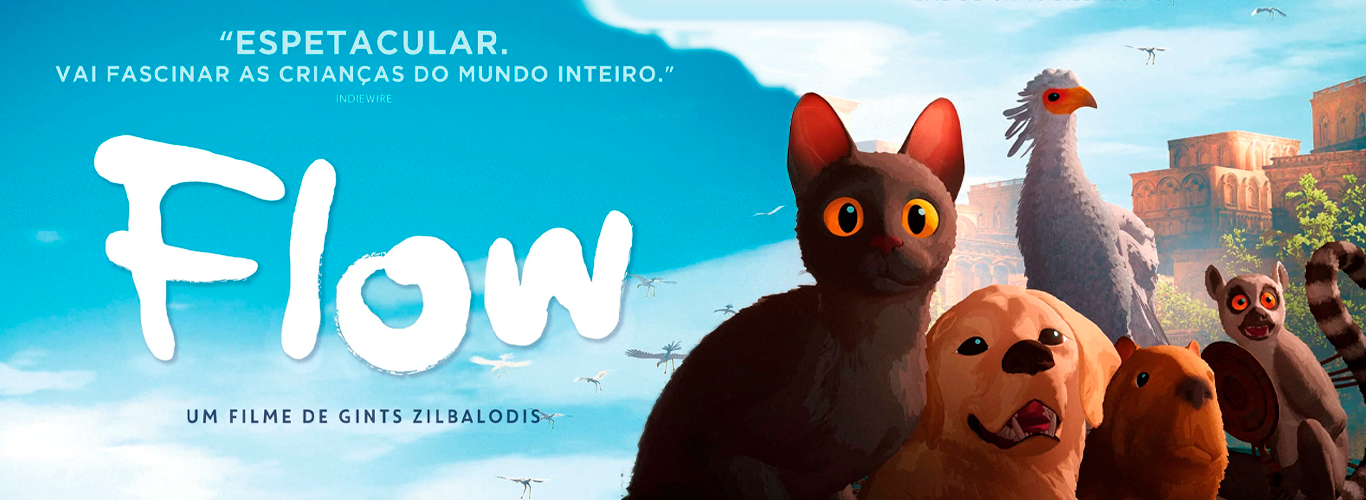 “ESPETACULAR.
VAI FASCINAR AS CRIANÇAS DO MUNDO INTEIRO.”
INDIEWIRE
Flow
UM FILME DE GINTS ZILBALODIS